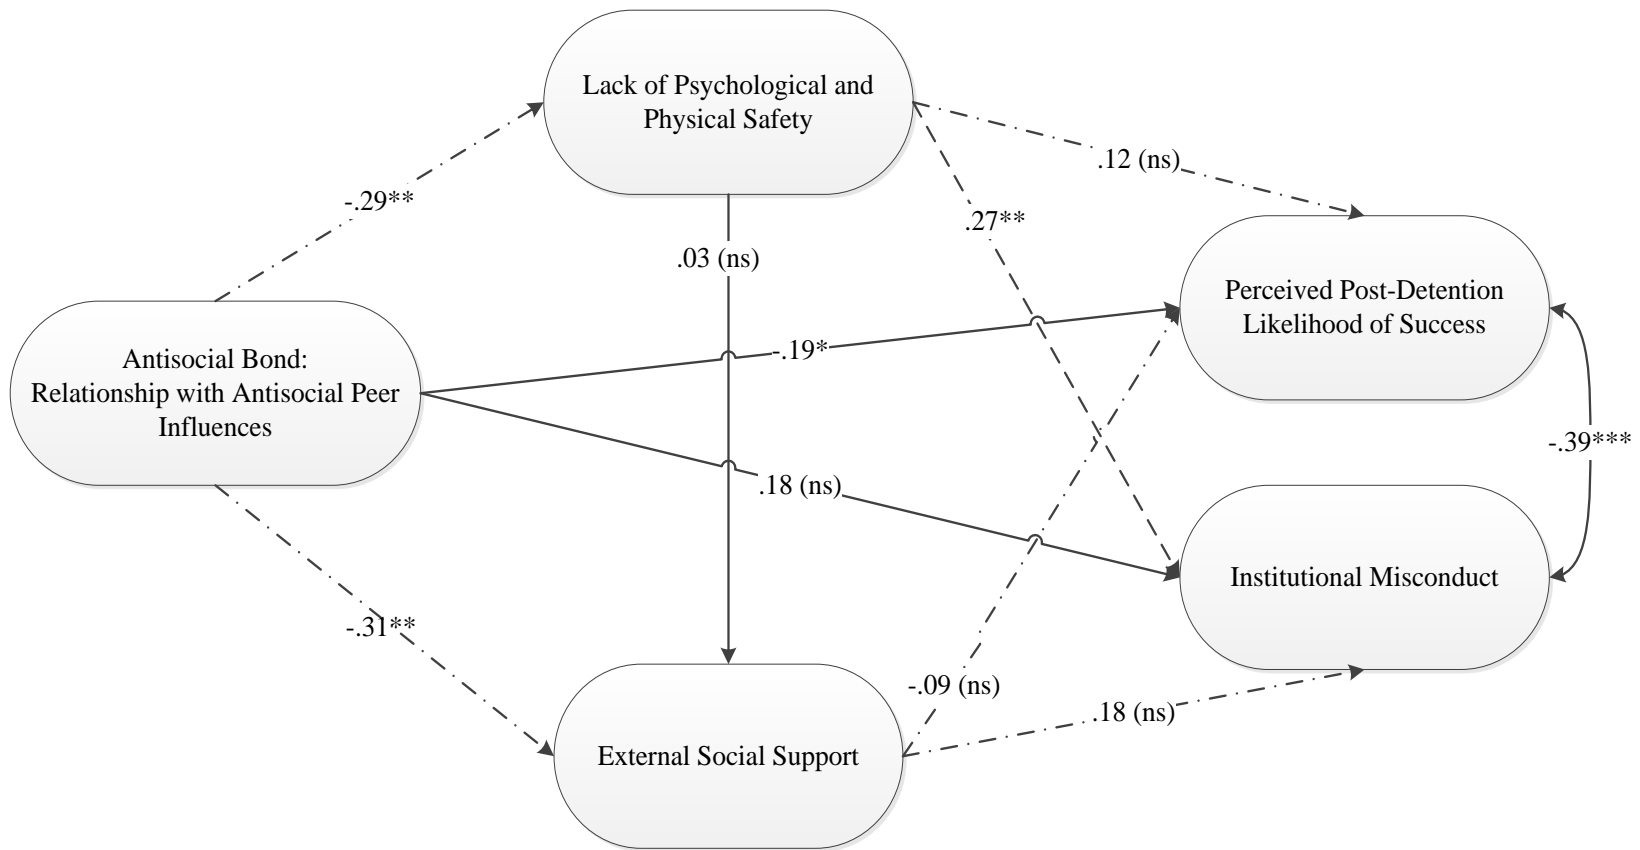 Lack of Psychological and
Physical Safety
.12 (ns)
-.29**
.27**
.03 (ns)
Perceived Post-Detention
Likelihood of Success
Antisocial Bond:
Relationship with Antisocial Peer
Influences
-.19*
-.39***
.18 (ns)
Institutional Misconduct
-.31**
-.09 (ns)
.18 (ns)
External Social Support